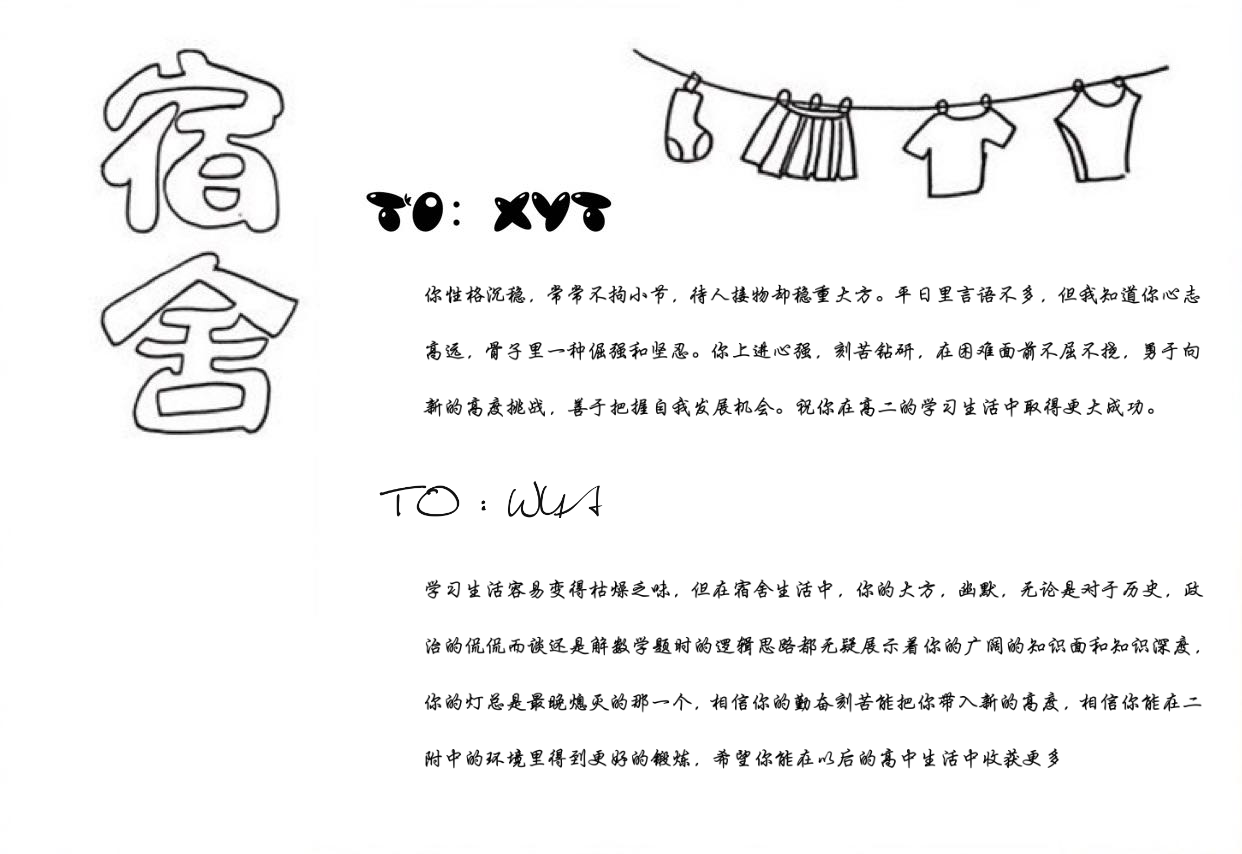 宿舍
TO：XYT
你性格沉稳，常常不拘小节，待人接物却稳重大方。平日里言语不多，但我知道你心志
高远，骨子里一种倔强和坚忍。你上进心强，刻苦钻研，在困难面前不屈不挠，勇于向
新的高度挑战，善于把握自我发展机会。祝你在高二的学习生活中取得更大成功。
TO：WYA
学习生活容易变得枯燥乏味，但在宿舍生活中，你的大方，幽默，无论是对于历史，政
治的侃侃而谈还是解数学题时的逻辑思路都无疑展示着你的广阔的知识面和知识深度，
你的灯总是最晚熄灭的那一个，相信你的勤奋刻苦能把你带入新的高度，相信你能在二
附中的环境里得到更好的锻炼，希望你能在以后的高中生活中收获更多